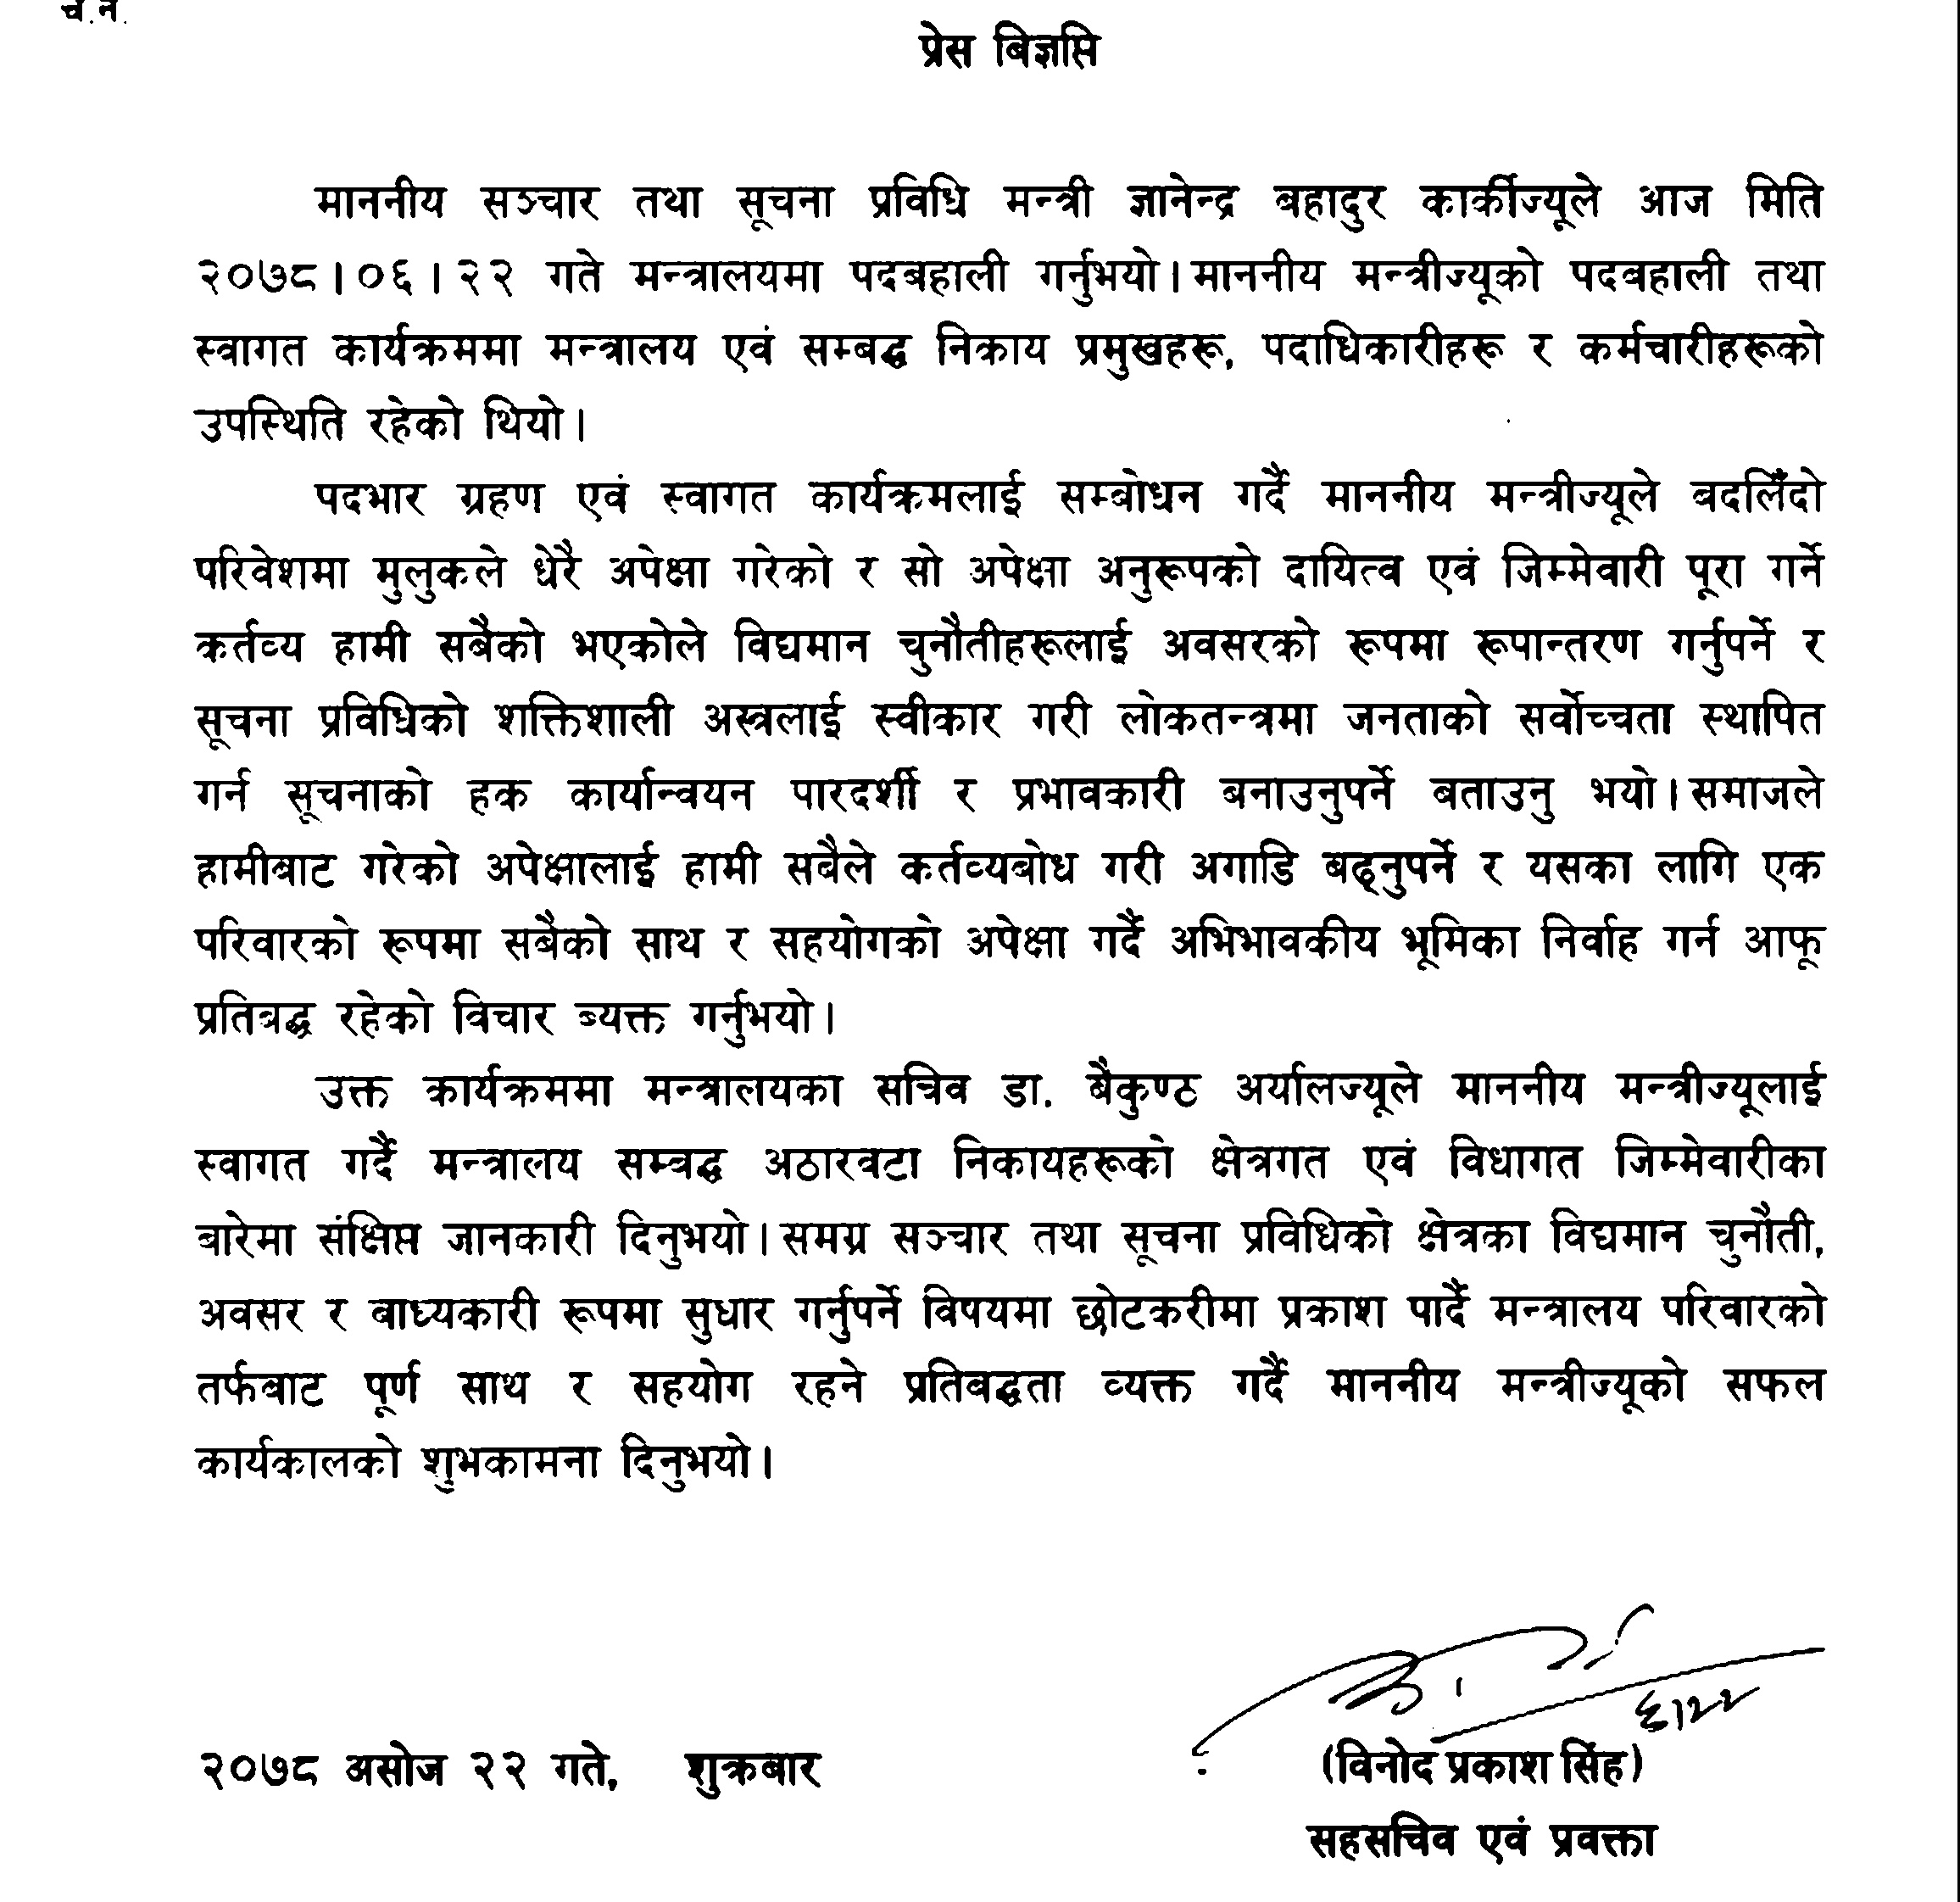 च.नं.
प्रेस बिज्ञप्ति
माननीय सञ्चार तथा सूचना प्रविधि मन्त्री ज्ञानेन्द्र बहादुर कार्कीज्यूले आज मिति
२०७८।०६।२२ गते मन्त्रालयमा पदबहाली गर्नुभयो। माननीय मन्त्रीज्यूको पदबहाली तथा
स्वागत कार्यक्रममा मन्त्रालय एवं सम्बद्ध निकाय प्रमुखहरू, पदाधिकारीहरू र कर्मचारीहरूको
उपस्थिति रहेको थियो।
पदभार ग्रहण एवं स्वागत कार्यक्रमलाई सम्बोधन गर्दै माननीय मन्त्रीज्यूले बदलिँदो
परिवेशमा मुलुकले धेरै अपेक्षा गरेको र सो अपेक्षा अनुरूपको दायित्व एवं जिम्मेवारी पूरा गर्ने
कर्तव्य हामी सबैको भएकोले विद्यमान चुनौतीहरूलाई अवसरको रूपमा रूपान्तरण गर्नुपर्ने र
सूचना प्रविधिको शक्तिशाली अस्त्रलाई स्वीकार गरी लोकतन्त्रमा जनताको सर्वोच्चता स्थापित
गर्न सूचनाको हक कार्यान्वयन पारदर्शी र प्रभावकारी बनाउनुपर्ने बताउनु भयो। समाजले
हामीबाट गरेको अपेक्षालाई हामी सबैले कर्तव्यबोध गरी अगाडि बढ्नुपर्ने र यसका लागि एक
परिवारको रूपमा सबैको साथ र सहयोगको अपेक्षा गर्दै अभिभावकीय भूमिका निर्वाह गर्न आफू
प्रतिबद्ध रहेको विचार ब्यक्त गर्नुभयो।
उक्त कार्यक्रममा मन्त्रालयका सचिव डा. बैकुण्ठ अर्यालज्यूले माननीय मन्त्रीज्यूलाई
स्वागत गर्दै मन्त्रालय सम्बद्ध अठारवटा निकायहरूको क्षेत्रगत एवं विधागत जिम्मेवारीका
बारेमा संक्षिप्त जानकारी दिनुभयो। समग्र सञ्चार तथा सूचना प्रविधिको क्षेत्रका विद्यमान चुनौती,
अवसर र बाध्यकारी रूपमा सुधार गर्नुपर्ने विषयमा छोटकरीमा प्रकाश पार्दै मन्त्रालय परिवारको
तर्फबाट पूर्ण साथ र सहयोग रहने प्रतिबद्धता व्यक्त गर्दै माननीय मन्त्रीज्यूको सफल
कार्यकालको शुभकामना दिनुभयो।
६।२२
२०७८ असोज २२ गते, शुक्रबार
(विनोद प्रकाश सिंह)
सहसचिव एवं प्रवक्ता